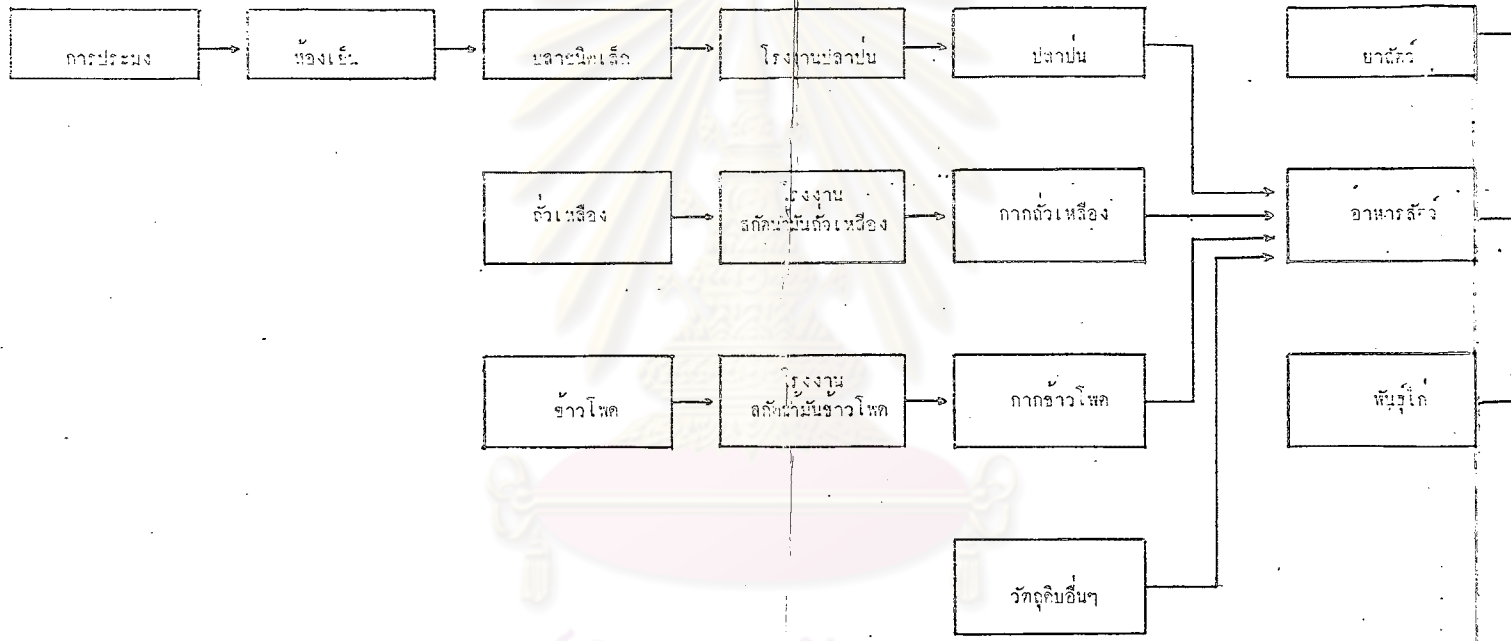 การประมง
ห้องเย็น
ปลาชนิดเล็ก
โรงงานปลาป่น
ปลาป่น
ยาสัตว์
ถั่วเหลือง
โรงงาน
สกัดน้ำมันถั่วเหลือง
กากถั่วเหลือง
อาหารสัตว์
ข้าวโพด
โรงงาน
สกัดน้ำมันข้าวโพด
กากข้าวโพด
พันธุ์ไก่
วัตถุดิบอื่นๆ